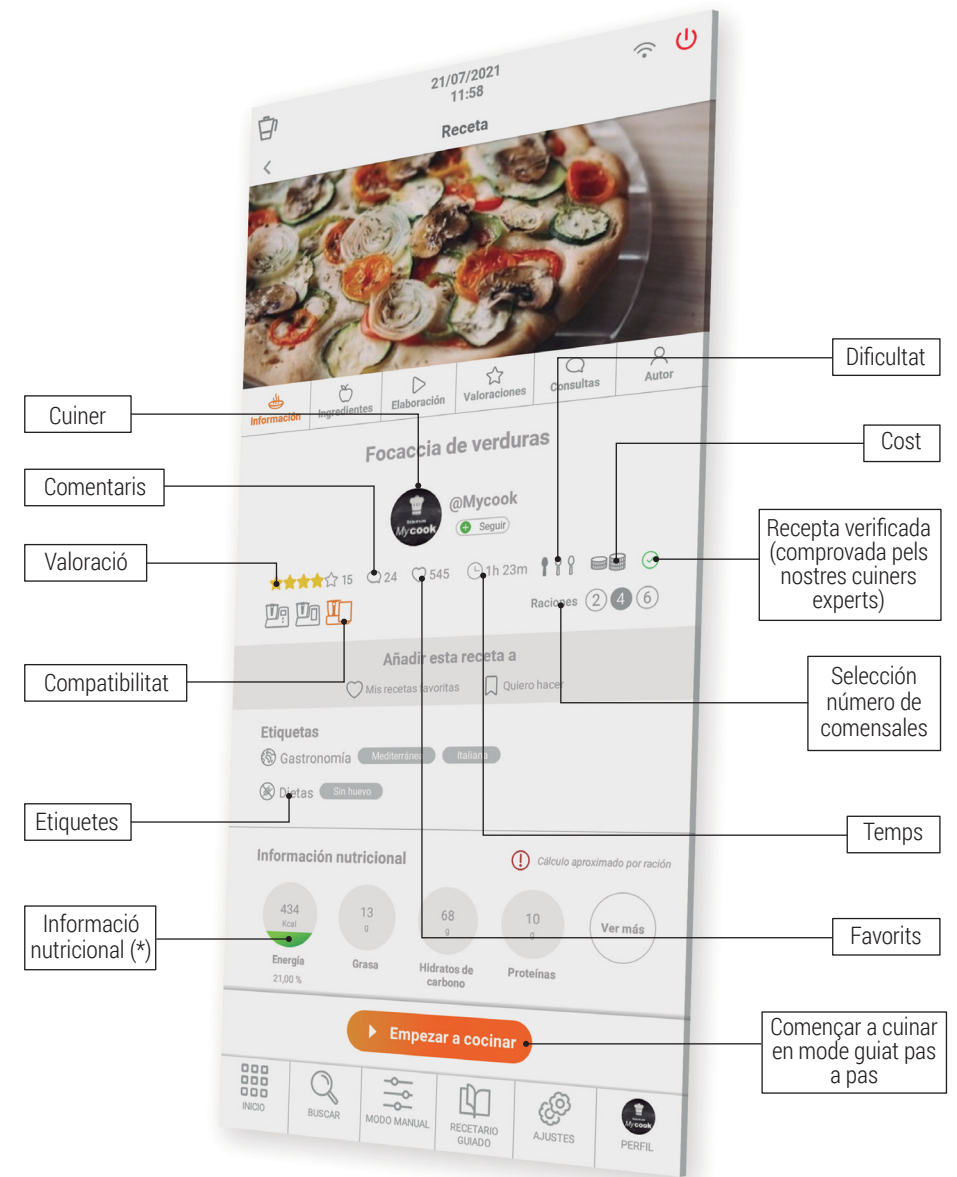 21/07/2021
11:58
Receta
Información
Ingredientes
Elaboración
Valoraciones
Consultas
Autor
Focaccia de verduras
Mycook
@Mycook
Seguir
15
24
545
1h 23m
Raciones
2
4
6
Añadir esta receta a
Mis recetas favoritas
Quiero hacer
Etiquetas
Gastronomía
Mediterránea
Italiana
Dietas
Sin huevo
Información nutricional
Cálculo aproximado por ración
434
Kcal
Energía
21,00 %
13
g
Grasa
68
g
Hidratos de
carbono
10
g
Proteínas
Ver más
Empezar a cocinar
INICIO
BUSCAR
MODO MANUAL
RECETARIO
GUIADO
AJUSTES
Mycook
PERFIL
Cuiner
Comentaris
Valoració
Compatibilitat
Etiquetes
Informació
nutricional (*)
Dificultat
Cost
Recepta verificada
(comprovada pels
nostres cuiners
experts)
Selección
número de
comensales
Temps
Favorits
Començar a cuinar
en mode guiat pas
a pas